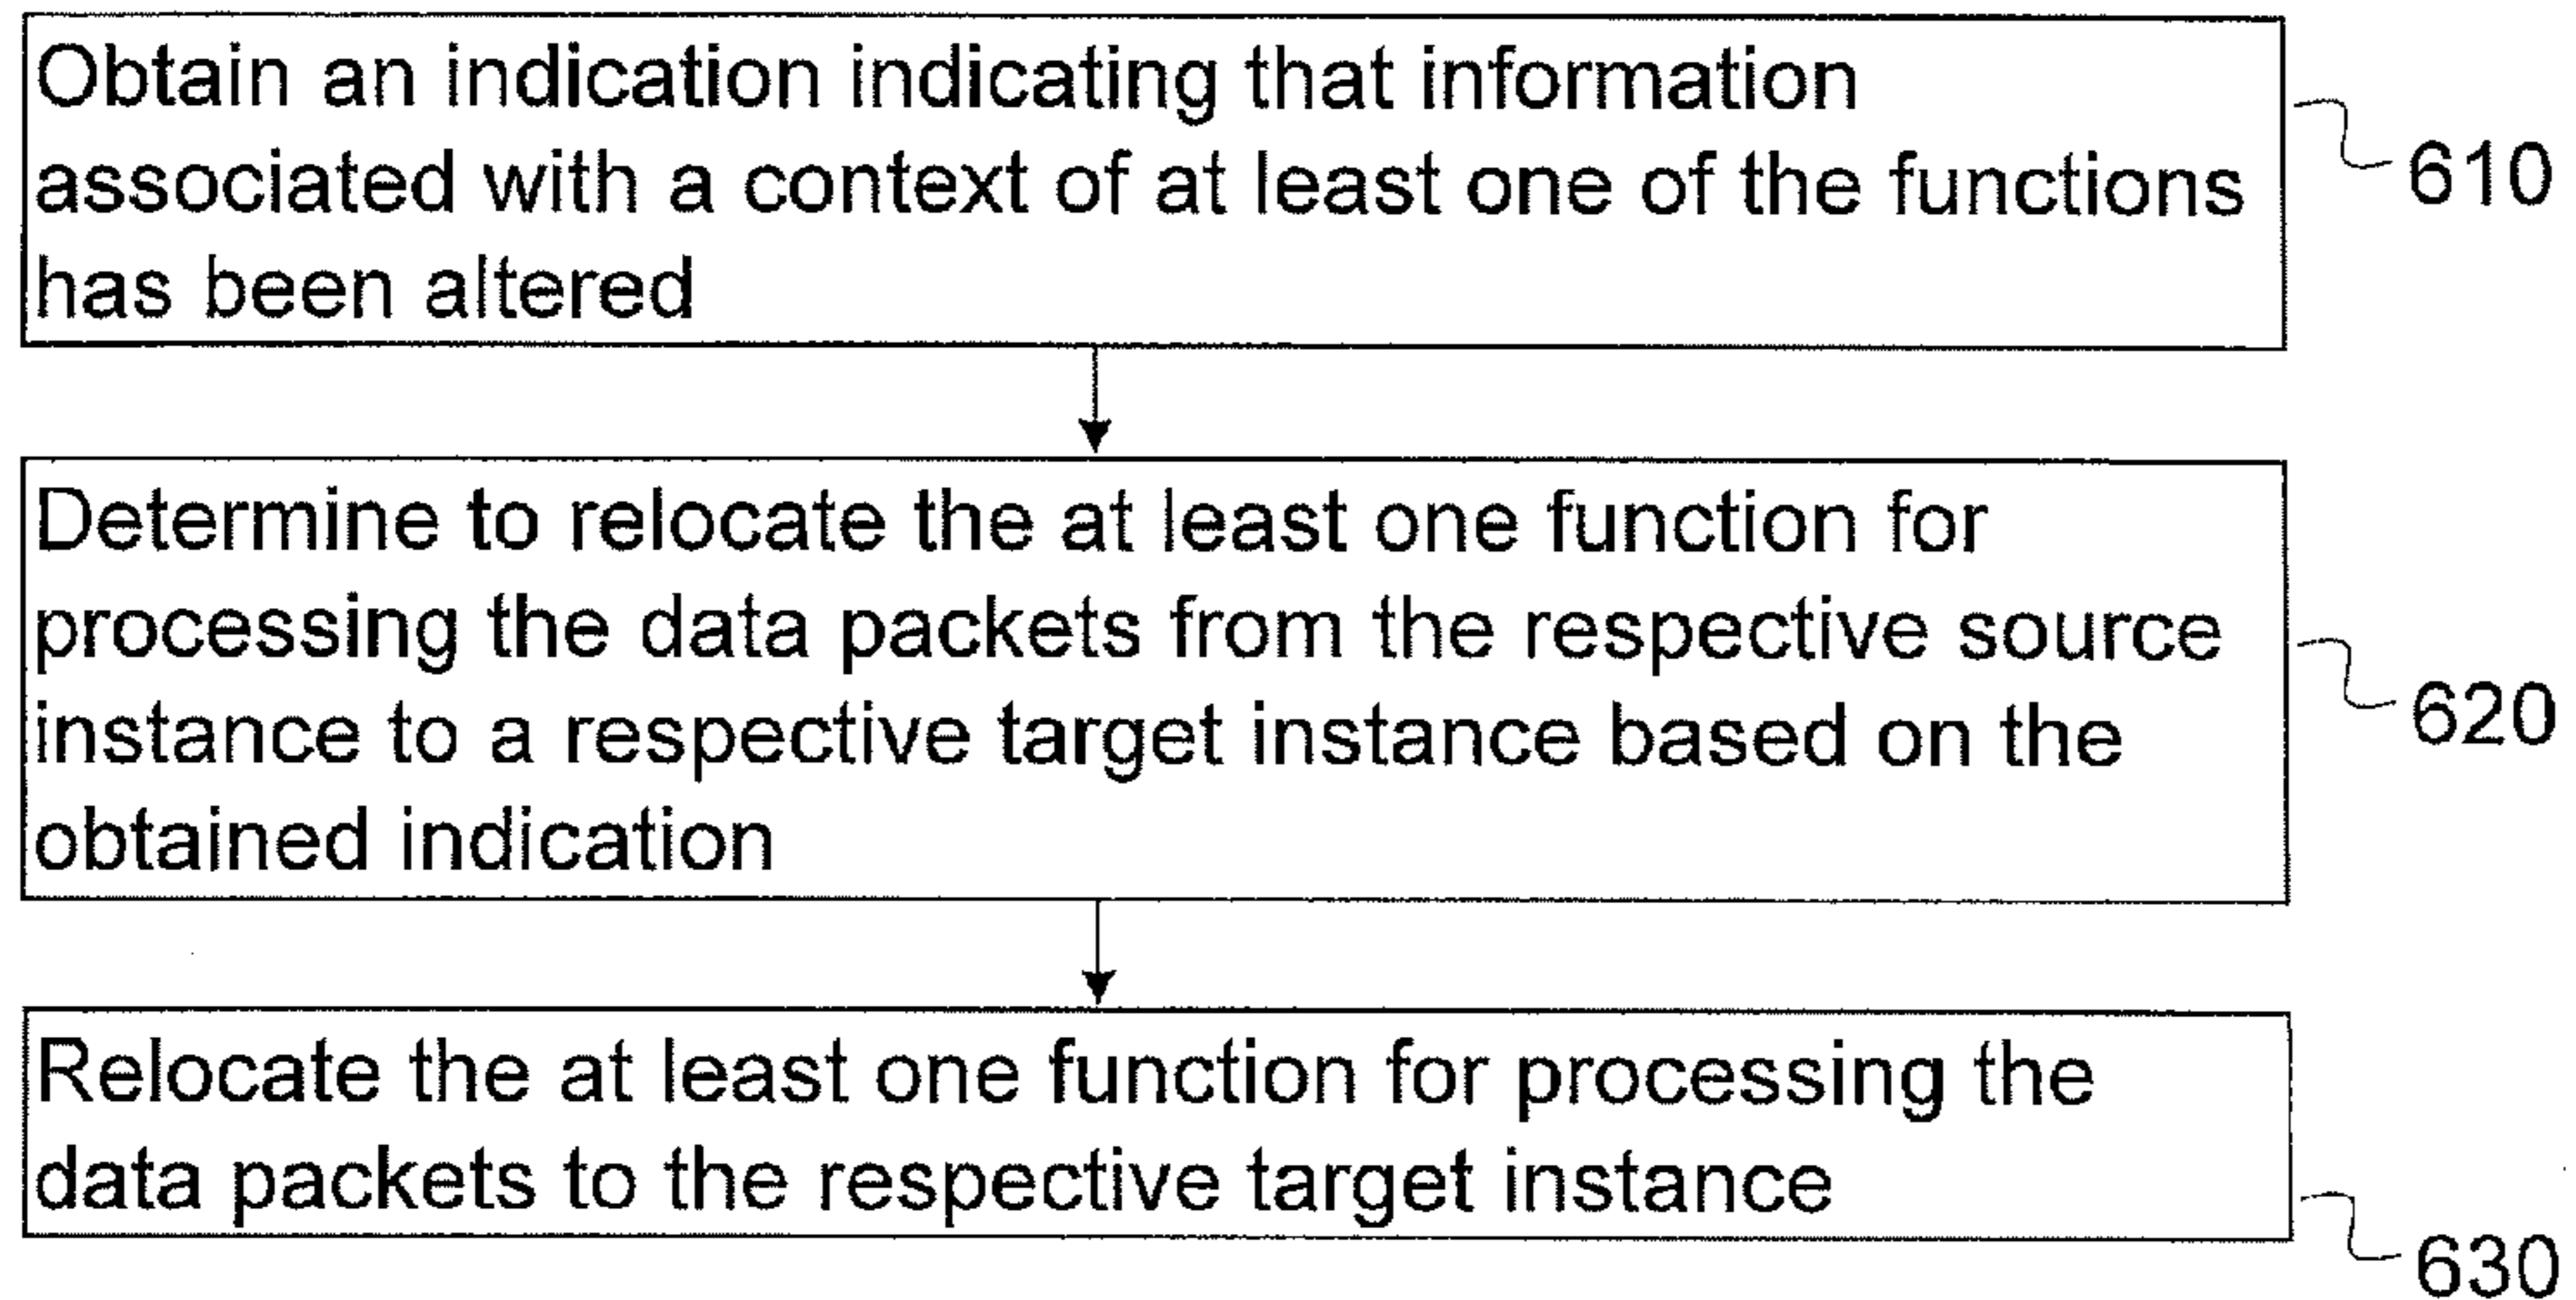 Obtain an indication indicating that information
associated with a context of at least one of the functions
has been altered
610
Determine to relocate the at least one function for
processing the data packets from the respective source
instance to a respective target instance based on the
obtained indication
620
Relocate the at least one function for processing the
data packets to the respective target instance
630